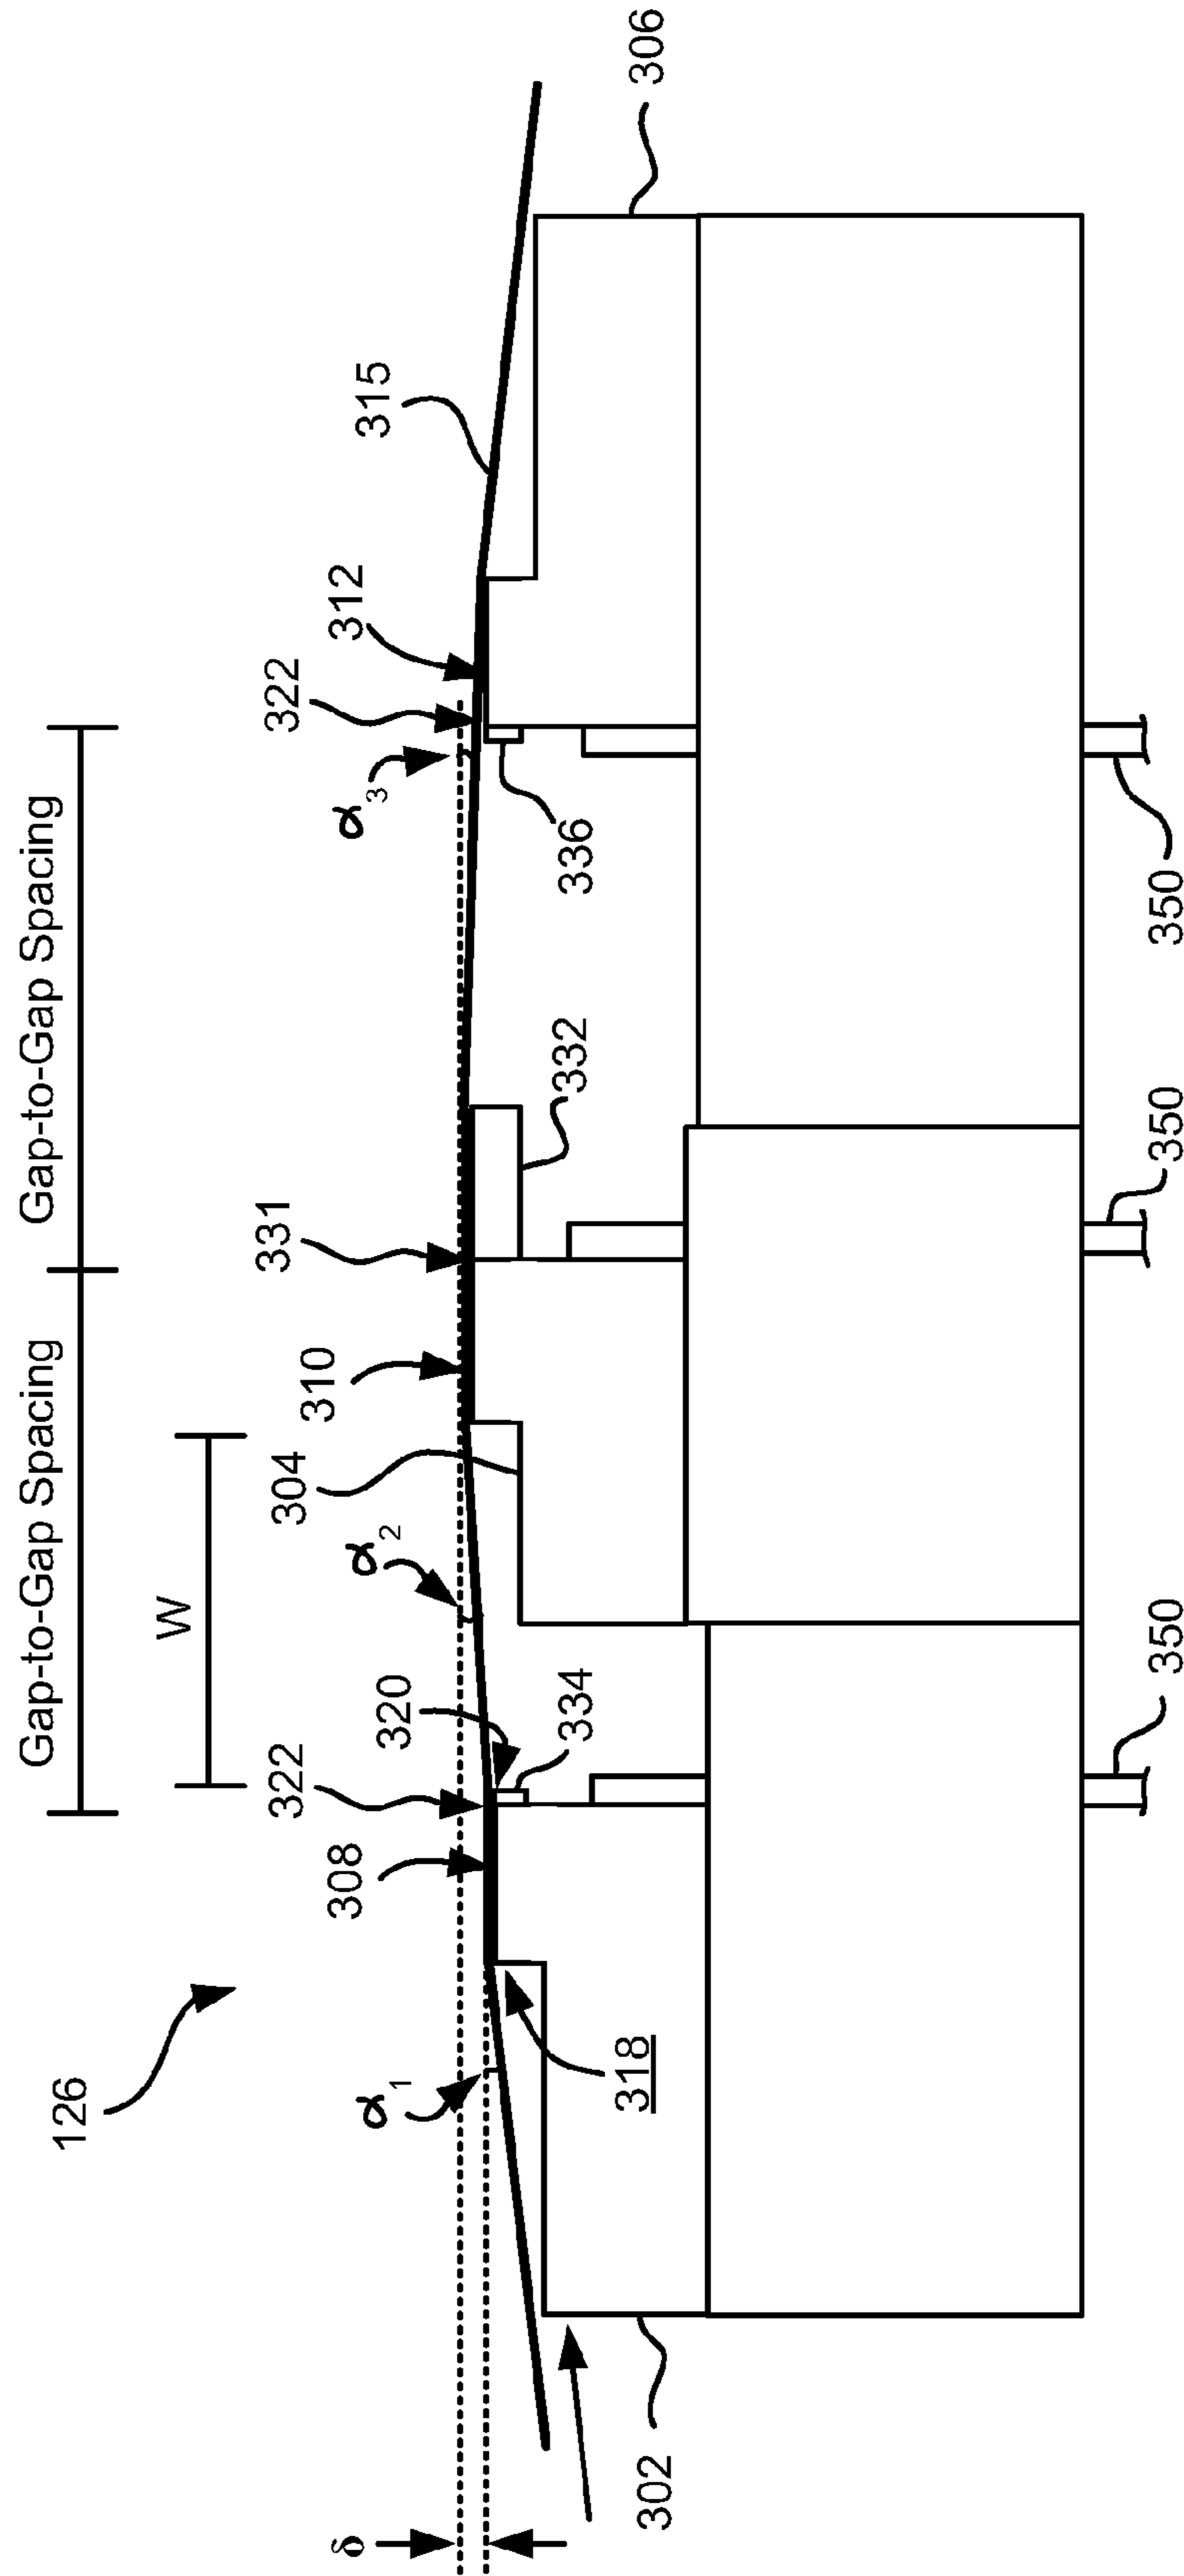 Gap-to-Gap Spacing
Gap-to-Gap Spacing
W
126
δ
α1
308
322
320
334
α2
304
310
331
332
α3
322
312
336
315
306
302
318
350
350
350